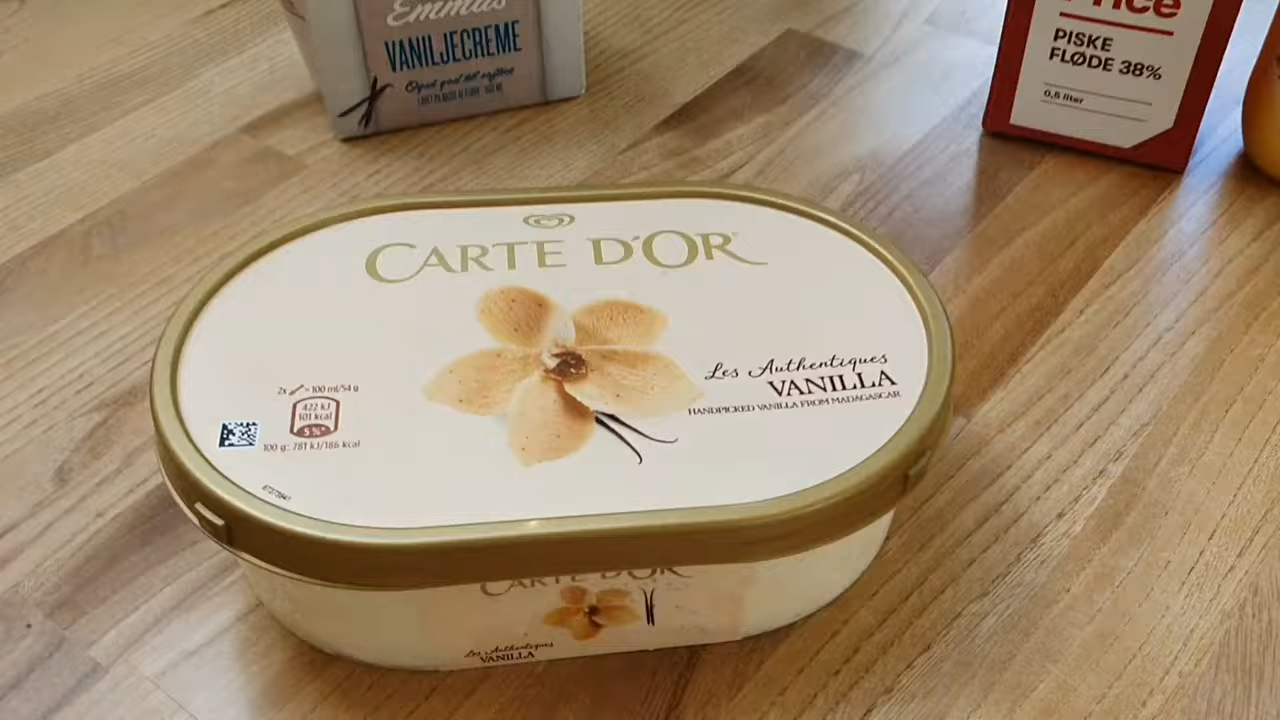 Emmas
VANILJECREME
Price
PISKE
FLØDE 38%
0,5 liter
CARTE D'OR
Les Authentiques
VANILLA
HANDPICKED VANILLA FROM MADAGASCAR
2x = 100 ml/54 g
422 kJ
101 kcal
5 %*
100 g: 781 kJ/186 kcal
CARTE D'OR
Les Authentiques
VANILLA